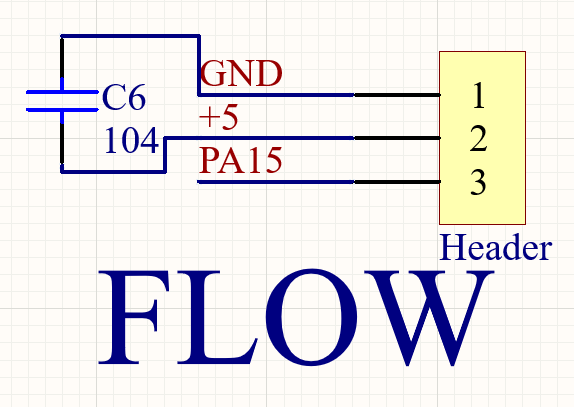 GND
C6
1
+5
104
2
PA15
3
Header
FLOW